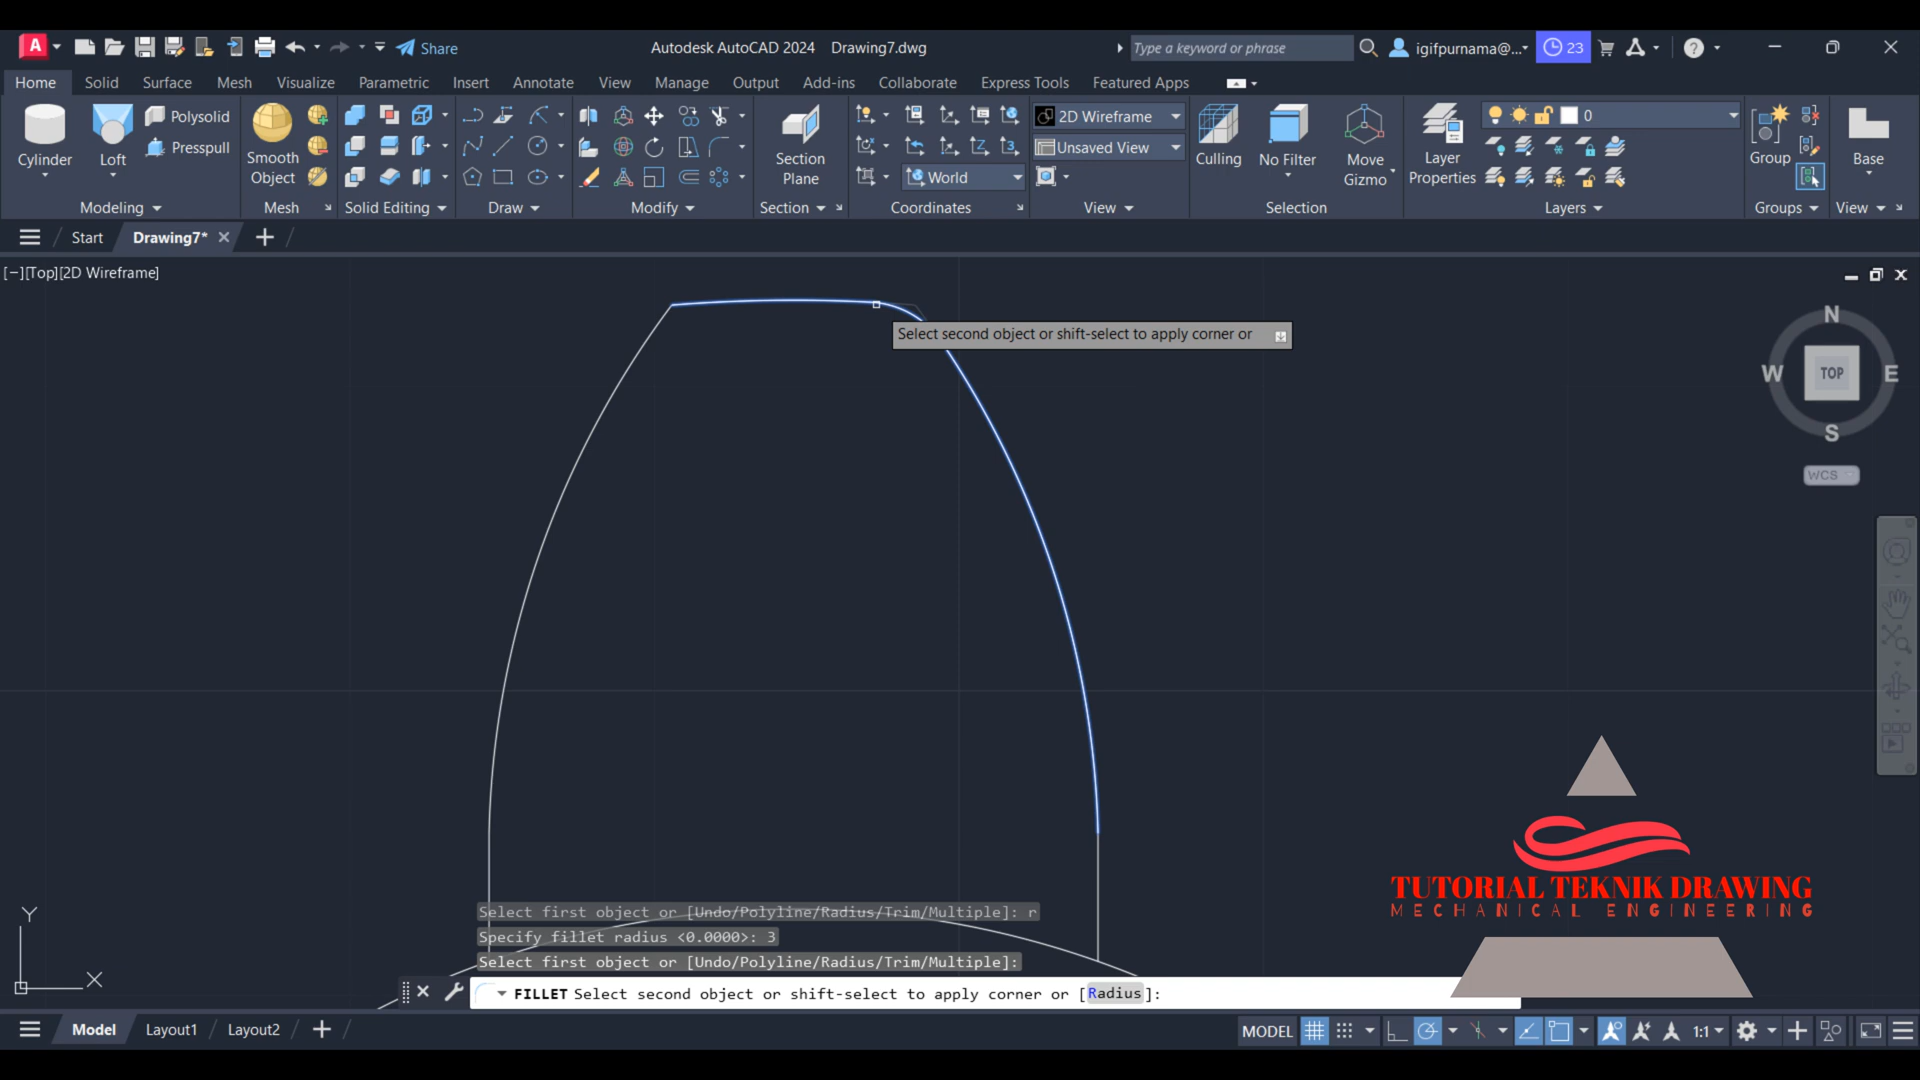 A Share Autodesk AutoCAD 2024 Drawing7.dwg Type a keyword or phrase igifpurnama@... 23
Home Solid Surface Mesh Visualize Parametric Insert Annotate View Manage Output Add-ins Collaborate Express Tools Featured Apps
Polysolid 2D Wireframe 0
Presspull Unsaved View
Cylinder Loft Smooth Object Section Plane World Culling No Filter Move Gizmo Layer Properties Group Base
Modeling Mesh Solid Editing Draw Modify Section Coordinates View Selection Layers Groups View
Start Drawing7*
[−][Top][2D Wireframe]
N
Select second object or shift-select to apply corner or
W TOP E
S
WCS
TUTORIAL TEKNIK DRAWING
MECHANICAL ENGINEERING
Y
X
Select first object or [Undo/Polyline/Radius/Trim/Multiple]: r
Specify fillet radius <0.0000>: 3
Select first object or [Undo/Polyline/Radius/Trim/Multiple]:
FILLET Select second object or shift-select to apply corner or [Radius]:
Model Layout1 Layout2 MODEL 1:1